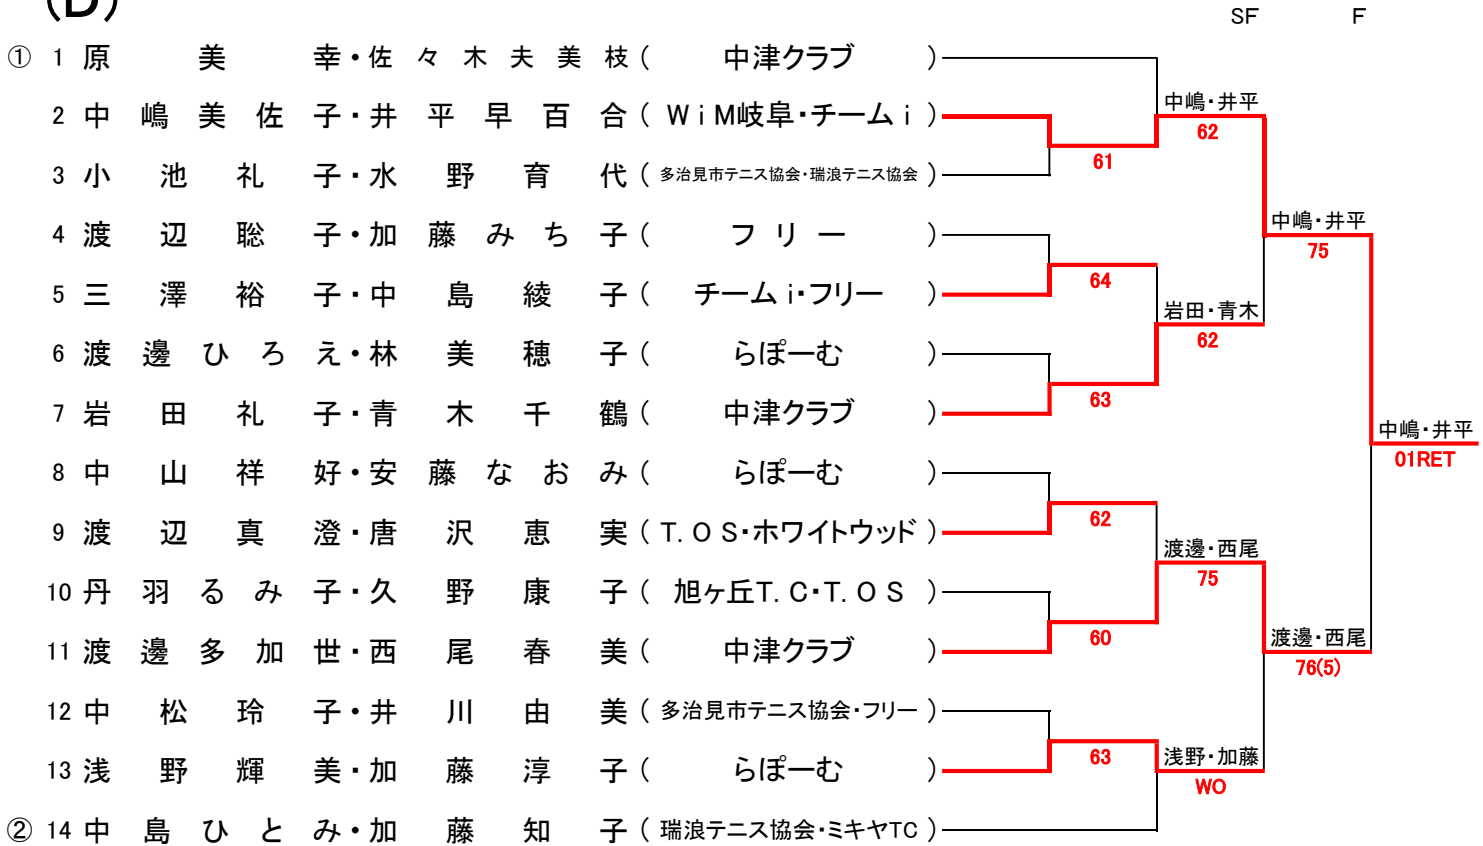 (D)
SF F
① 1 原 美 幸・佐 々 木 夫 美 枝 ( 中津クラブ )
中嶋・井平
2 中 嶋 美 佐 子・井 平 早 百 合 ( WiM岐阜・チームi )
62
61
3 小 池 礼 子・水 野 育 代 ( 多治見市テニス協会・瑞浪テニス協会 )
中嶋・井平
4 渡 辺 聡 子・加 藤 み ち 子 ( フ リ ー )
75
64
5 三 澤 裕 子・中 島 綾 子 ( チームi・フリー )
岩田・青木
62
6 渡 邊 ひ ろ え・林 美 穂 子 ( らぽーむ )
63
7 岩 田 礼 子・青 木 千 鶴 ( 中津クラブ )
中嶋・井平
01RET
8 中 山 祥 好・安 藤 な お み ( らぽーむ )
62
9 渡 辺 真 澄・唐 沢 恵 実 ( T.OS・ホワイトウッド )
渡邊・西尾
75
10 丹 羽 る み 子・久 野 康 子 ( 旭ヶ丘T.C・T.OS )
60
渡邊・西尾
11 渡 邊 多 加 世・西 尾 春 美 ( 中津クラブ )
76(5)
12 中 松 玲 子・井 川 由 美 ( 多治見市テニス協会・フリー )
63
浅野・加藤
13 浅 野 輝 美・加 藤 淳 子 ( らぽーむ )
WO
② 14 中 島 ひ と み・加 藤 知 子 ( 瑞浪テニス協会・ミキヤTC )